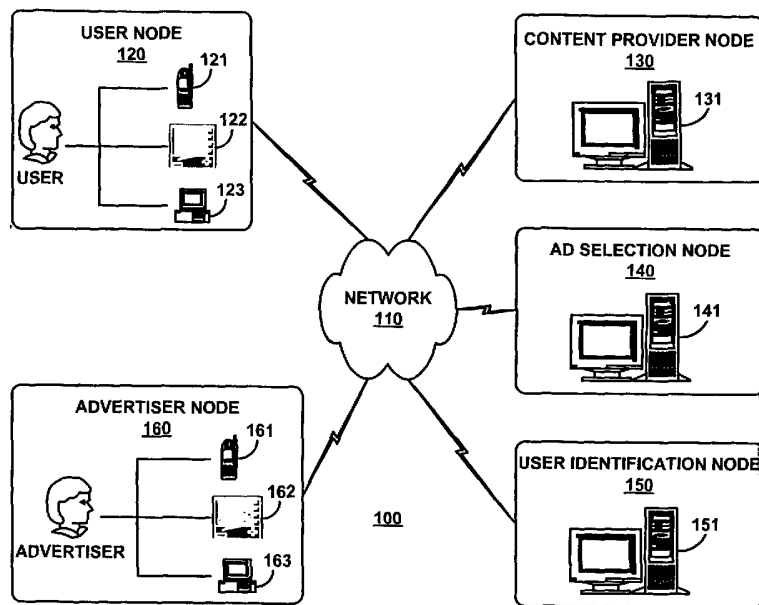 USER NODE
120
121
122
USER
123
CONTENT PROVIDER NODE
130
131
NETWORK
110
AD SELECTION NODE
140
141
ADVERTISER NODE
160
161
162
ADVERTISER
163
100
USER IDENTIFICATION NODE
150
151